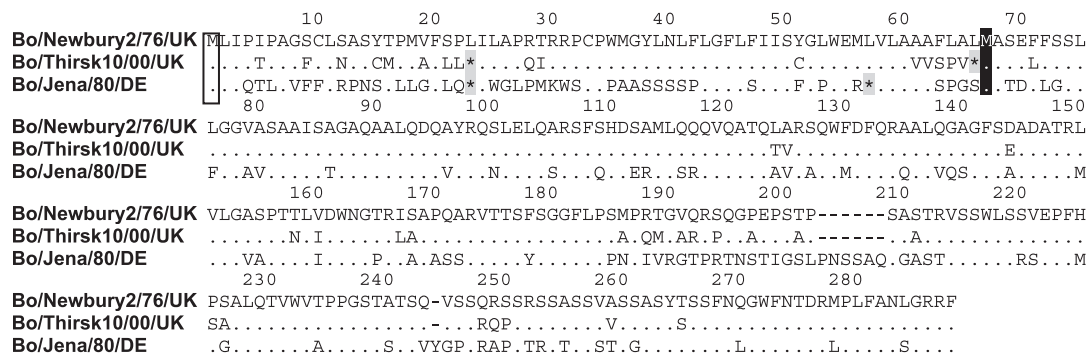 10 20 30 40 50 60 70
Bo/Newbury2/76/UK MLIPIPAGSCLSASYTPMVFSPLILAPRTRRPCPWMGYLNLFLGFLFIISYGLWEMLVLAAAFLALMASEFFSSL
Bo/Thirsk10/00/UK ....T...F..N..CM..A.LL*....QI.....................C.........VVSPV*....L...
Bo/Jena/80/DE ...QTL.VFF.RPNS.LLG.LQ*.WGLPMKWS..PAASSSSP....S...F.P..R*.......SPGS..TD.LG..
80 90 100 110 120 130 140 150
Bo/Newbury2/76/UK LGGVASAAISAGAQAALQDQAYRQSLELQARSFSHDSAMLQQQVQATQLARSQWFDFQRAALQGAGFSDADATRL
Bo/Thirsk10/00/UK ................................................TV..................E......
Bo/Jena/80/DE F..AV.....T.........V...N......S...Q..ER..SR......AV.A..M....Q..VQS...A.....M
160 170 180 190 200 210 220
Bo/Newbury2/76/UK VLGASPTTLVDWNGTRISAPQARVTTSFSGGFLPSMPRTGVQRSQGPEPSTP------SASTRVSSWLSSVEPFH
Bo/Thirsk10/00/UK .......N.I......LA.................Q.QM.AR.P..A...A.------..A..............
Bo/Jena/80/DE ...VA....I....P..A.ASS.....Y......PN.IVRGTPRTNSTIGSLPNSSAQ.GAST......RS...M
230 240 250 260 270 280
Bo/Newbury2/76/UK PSALQTVWVTPPGSTATSQ-VSSQRSSRSSASSVASSASYTSSFNQGWFNTDRMPLFANLGRRF
Bo/Thirsk10/00/UK SA.................-...RQP..........A.....S.....................
Bo/Jena/80/DE .G.......A.....A..VYGP.RAP.TR.T..ST.G........L.......L.....S....